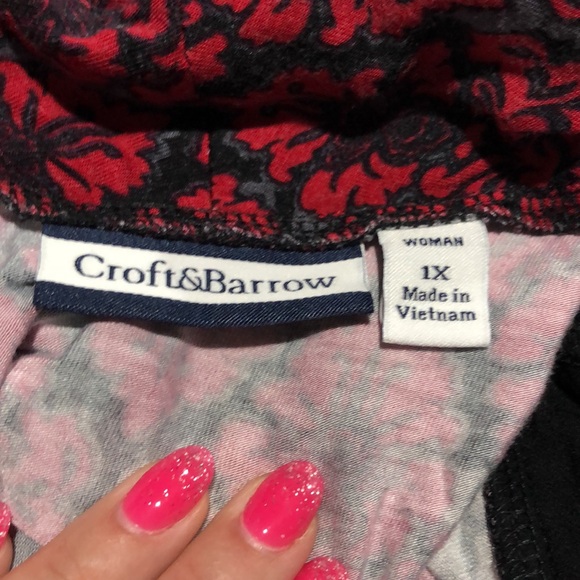 Croft&Barrow
WOMAN
1X
Made in
Vietnam